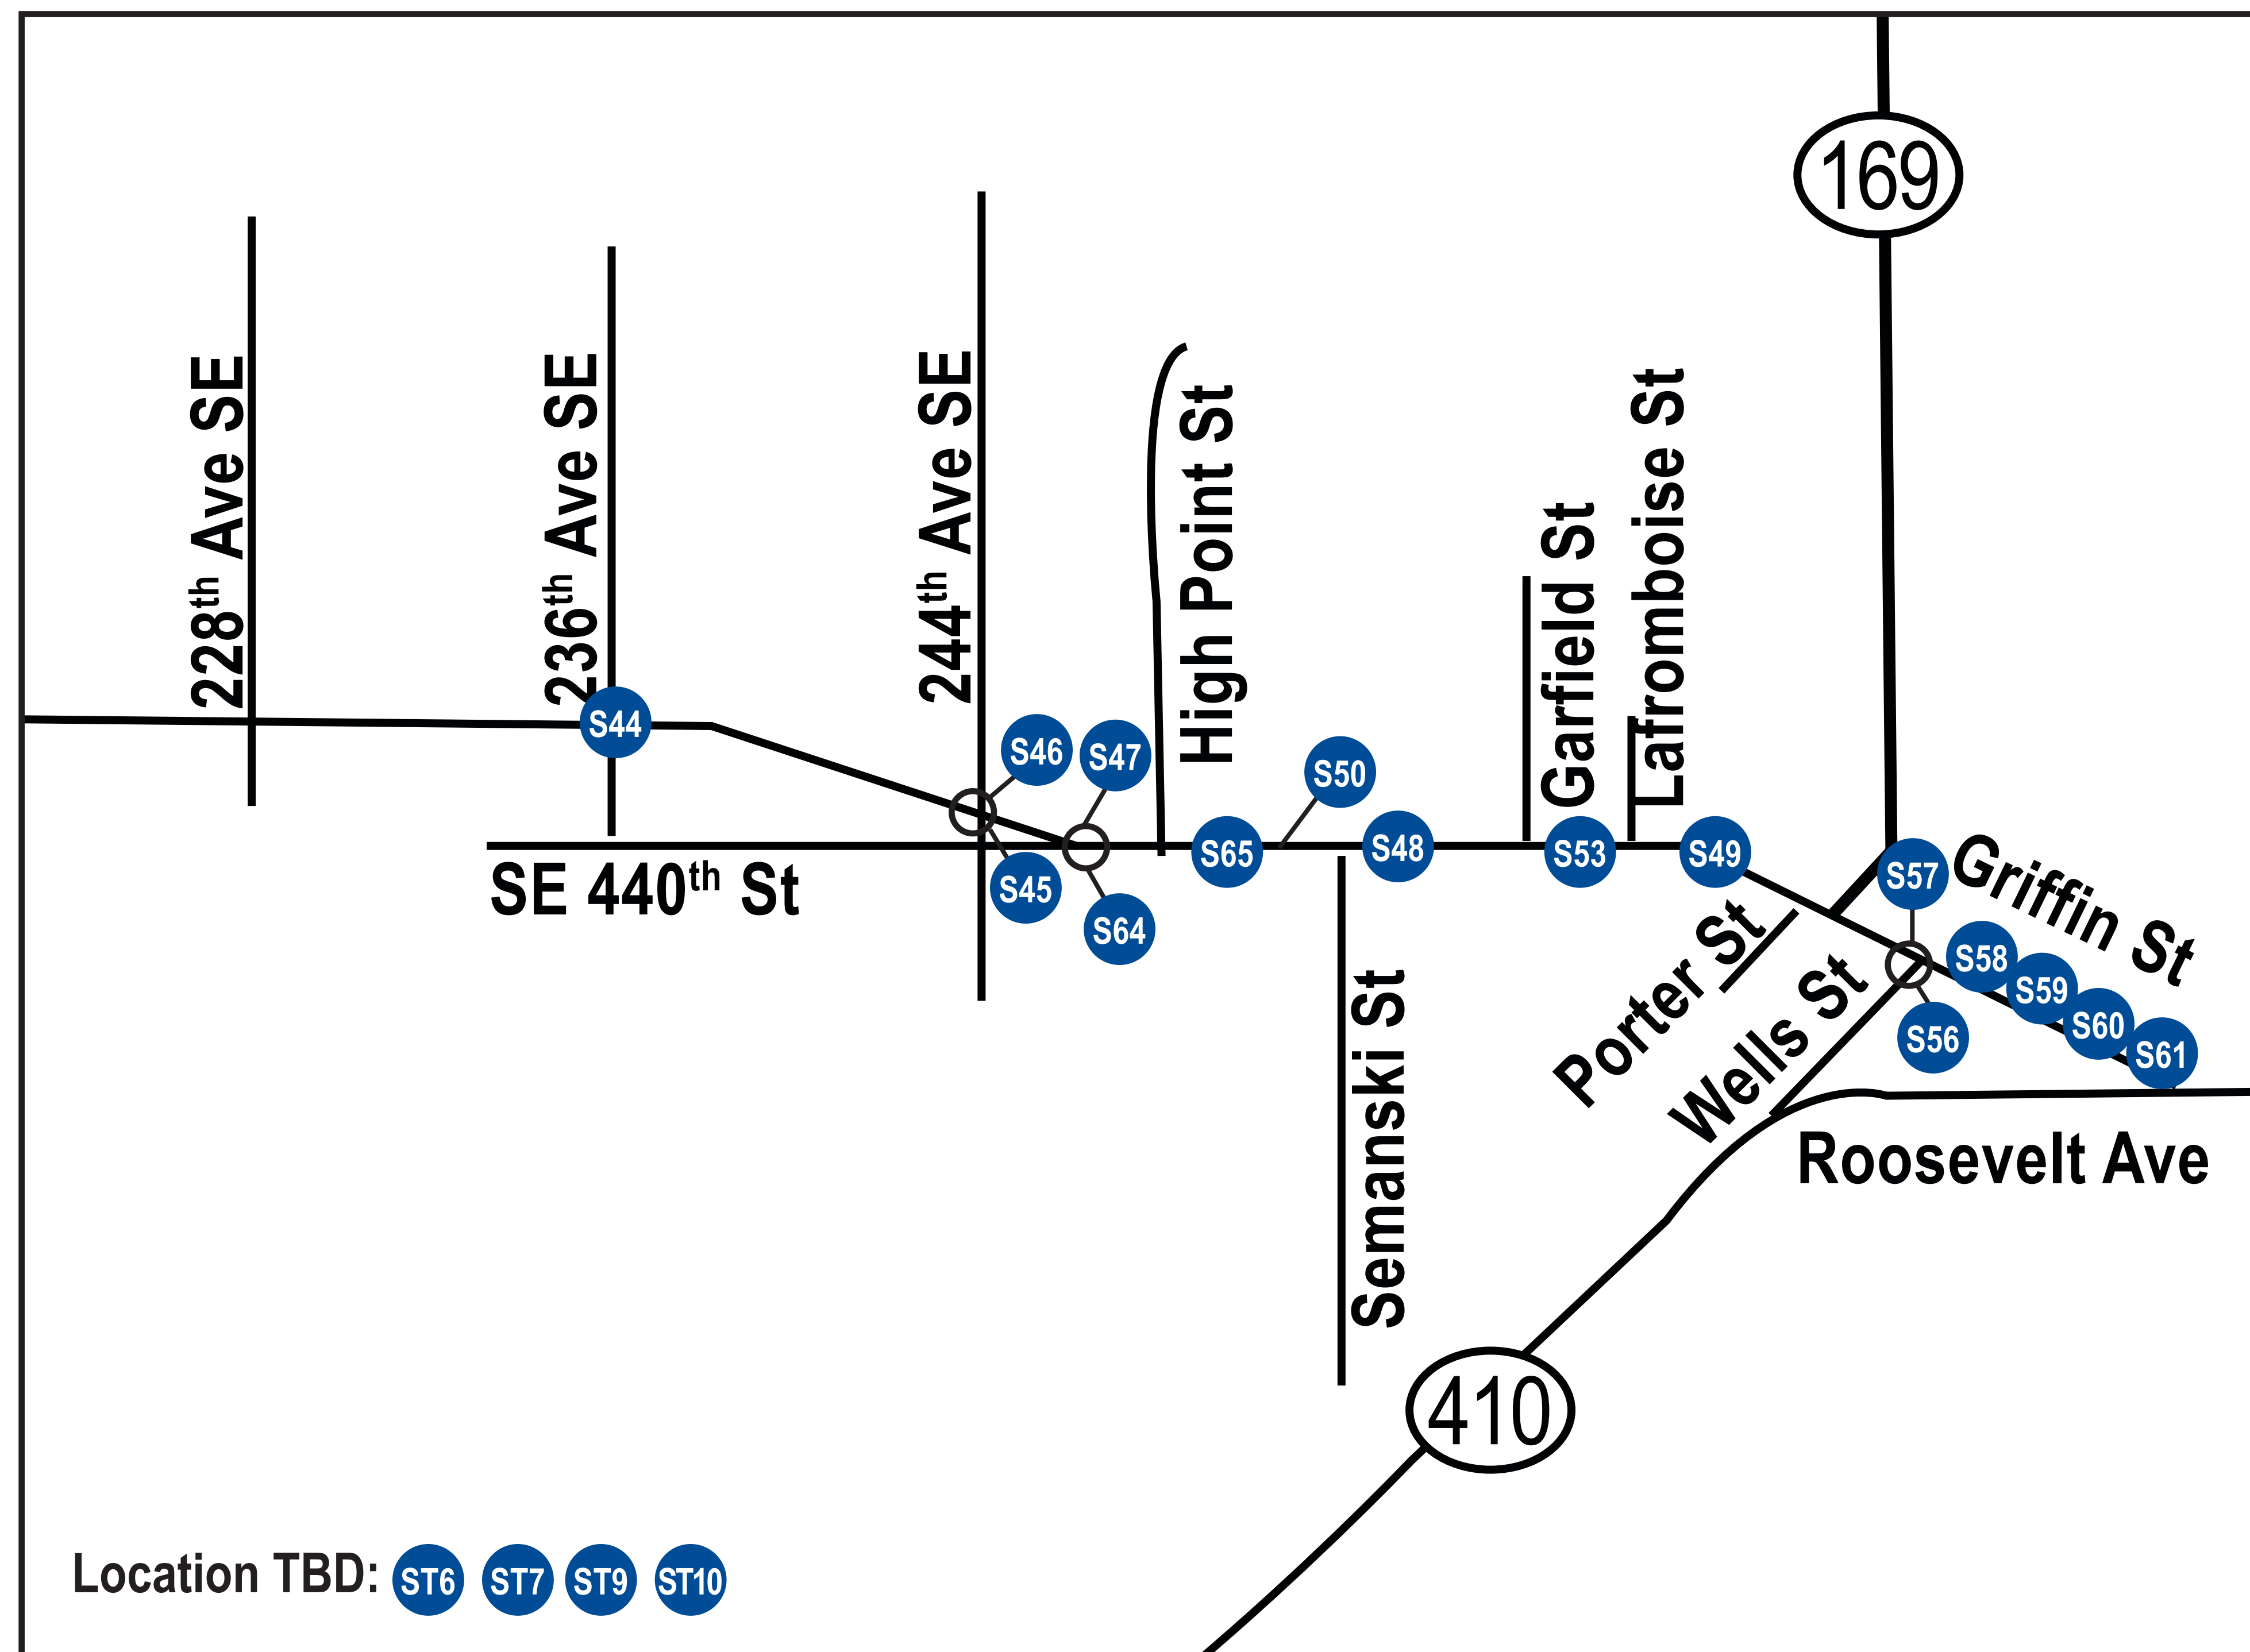 169
228th Ave SE
236th Ave SE
244th Ave SE
High Point St
Garfield St
Lafromboise St
S44
S46
S47
S50
S65
S48
S53
S49
S57
Griffin St
SE 440th St
S45
S64
S58
S59
S60
S61
S56
Porter St
Wells St
Semanski St
Roosevelt Ave
410
Location TBD: ST6 ST7 ST9 ST10